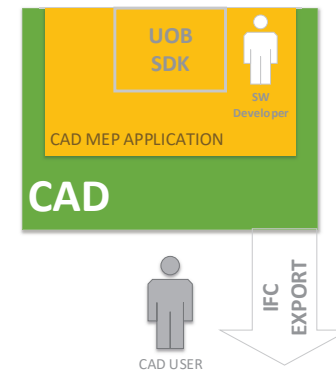 UOB
SDK
SW
Developer
CAD MEP APPLICATION
CAD
IFC
EXPORT
CAD USER